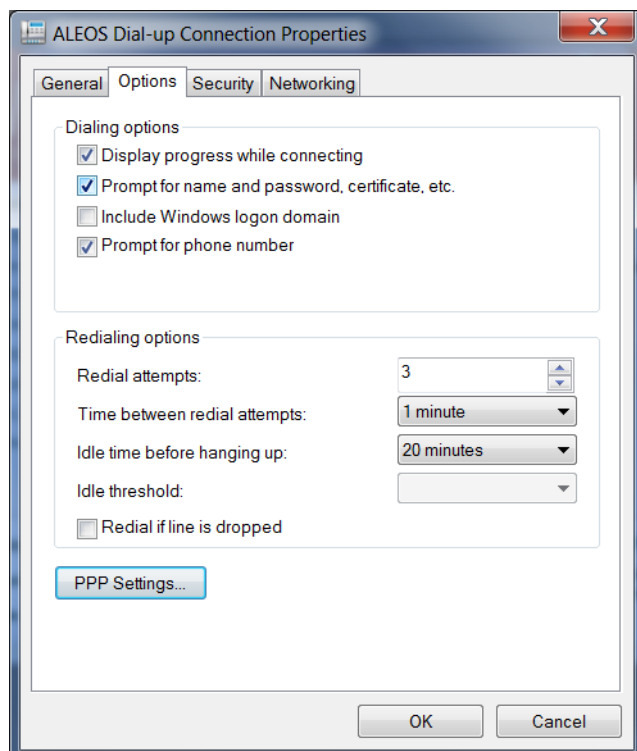 ALEOS Dial-up Connection Properties
General Options Security Networking
Dialing options
Display progress while connecting
Prompt for name and password, certificate, etc.
Include Windows logon domain
Prompt for phone number
Redialing options
Redial attempts: 3
Time between redial attempts: 1 minute
Idle time before hanging up: 20 minutes
Idle threshold:
Redial if line is dropped
PPP Settings...
OK Cancel